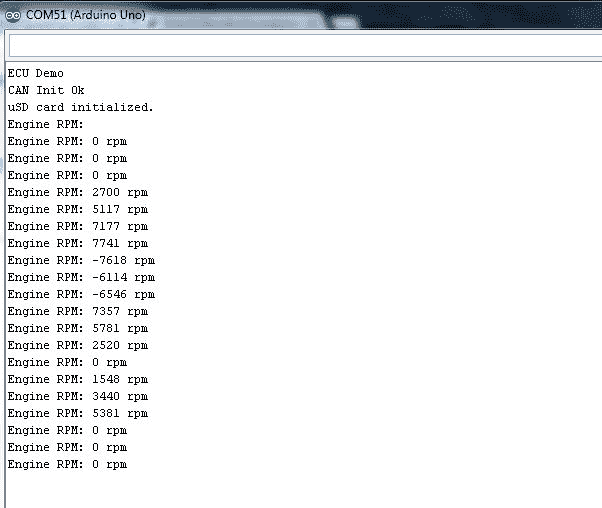 COM51 (Arduino Uno)
ECU Demo
CAN Init Ok
uSD card initialized.
Engine RPM:
Engine RPM: 0 rpm
Engine RPM: 0 rpm
Engine RPM: 0 rpm
Engine RPM: 2700 rpm
Engine RPM: 5117 rpm
Engine RPM: 7177 rpm
Engine RPM: 7741 rpm
Engine RPM: -7618 rpm
Engine RPM: -6114 rpm
Engine RPM: -6546 rpm
Engine RPM: 7357 rpm
Engine RPM: 5781 rpm
Engine RPM: 2520 rpm
Engine RPM: 0 rpm
Engine RPM: 1548 rpm
Engine RPM: 3440 rpm
Engine RPM: 5381 rpm
Engine RPM: 0 rpm
Engine RPM: 0 rpm
Engine RPM: 0 rpm